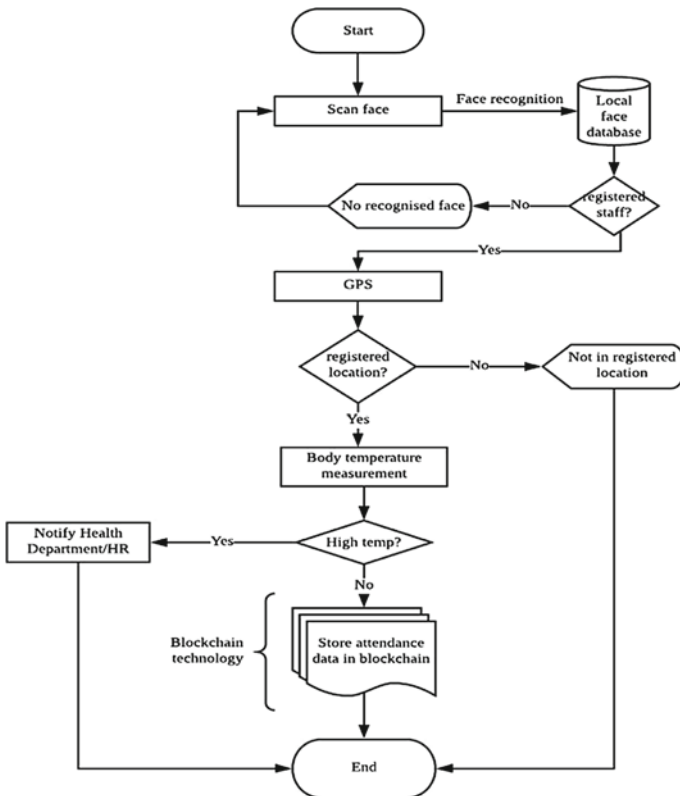 Start
Scan face
Face recognition
Local
face
database
registered
staff?
No
No recognised face
Yes
GPS
registered
location?
No
Not in registered
location
Yes
Body temperature
measurement
High temp?
Yes
Notify Health
Department/HR
No
Blockchain
technology
Store attendance
data in blockchain
End